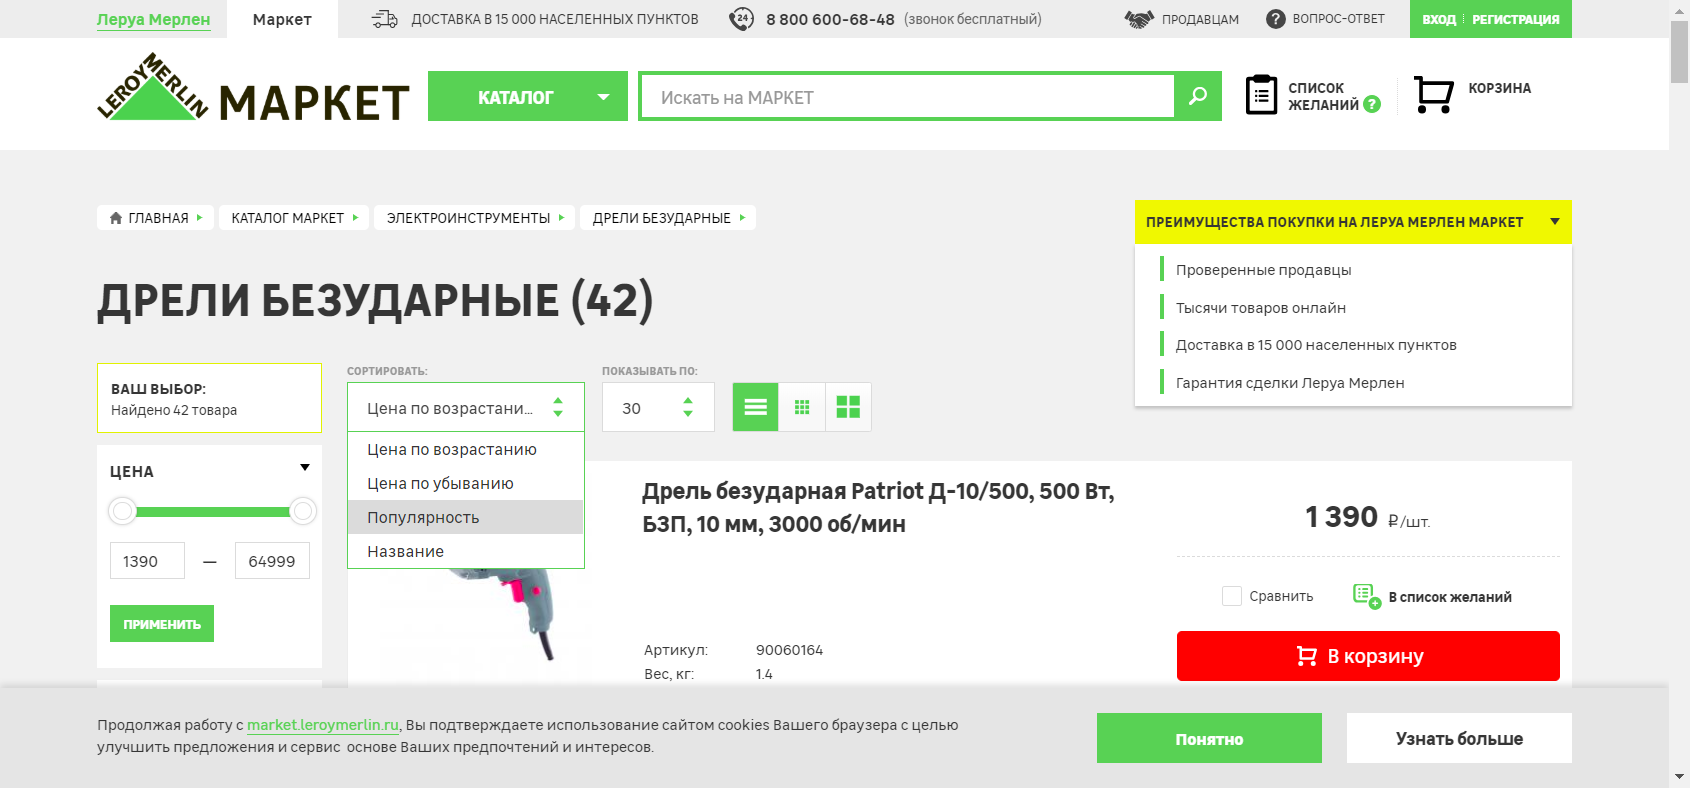 Леруа Мерлен
Маркет
ДОСТАВКА В 15 000 НАСЕЛЕННЫХ ПУНКТОВ
24
8 800 600-68-48 (звонок бесплатный)
ПРОДАВЦАМ
? ВОПРОС-ОТВЕТ
ВХОД
РЕГИСТРАЦИЯ
LEROY MERLIN
МАРКЕТ
КАТАЛОГ
Искать на МАРКЕТ
СПИСОК
ЖЕЛАНИЙ ?
КОРЗИНА
ГЛАВНАЯ
КАТАЛОГ МАРКЕТ
ЭЛЕКТРОИНСТРУМЕНТЫ
ДРЕЛИ БЕЗУДАРНЫЕ
ПРЕИМУЩЕСТВА ПОКУПКИ НА ЛЕРУА МЕРЛЕН МАРКЕТ
Проверенные продавцы
Тысячи товаров онлайн
Доставка в 15 000 населенных пунктов
Гарантия сделки Леруа Мерлен
ДРЕЛИ БЕЗУДАРНЫЕ (42)
ВАШ ВЫБОР:
Найдено 42 товара
СОРТИРОВАТЬ:
Цена по возрастани...
Цена по возрастанию
Цена по убыванию
Популярность
Название
ПОКАЗЫВАТЬ ПО:
30
ЦЕНА
1390 — 64999
ПРИМЕНИТЬ
Дрель безударная Patriot Д-10/500, 500 Вт,
БЗП, 10 мм, 3000 об/мин
Артикул: 90060164
Вес, кг: 1.4
1 390 ₽/шт.
Сравнить
В список желаний
В корзину
Продолжая работу с market.leroymerlin.ru, Вы подтверждаете использование сайтом cookies Вашего браузера с целью
улучшить предложения и сервис основе Ваших предпочтений и интересов.
Понятно
Узнать больше